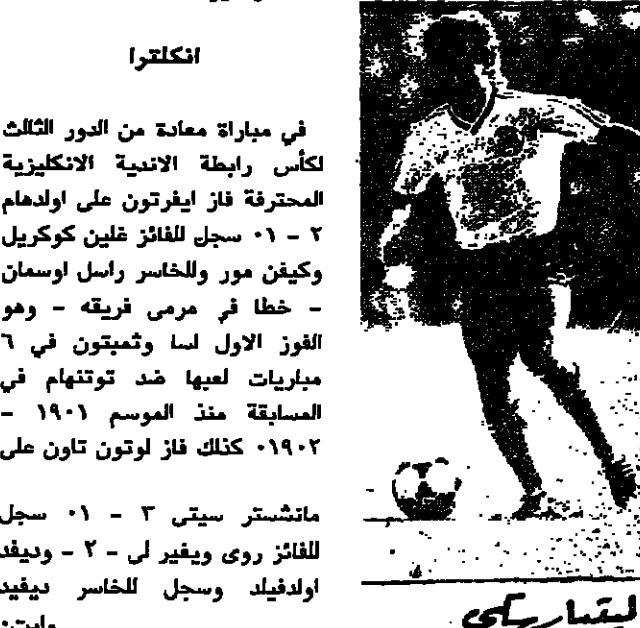 انكلترا
في مباراة معادة من الدور الثالث
لكأس رابطة الاندية الانكليزية
المحترفة فاز ايفرتون على اولدهام
٢ - ٠١ سجل للفائز غلين كوكريل
وكيفن مور وللخاسر راسل اوسمان
- خطا في مرمى فريقه - وهو
الفوز الاول لسا وثمبتون في ٦
مباريات لعبها ضد توتنهام في
المسابقة منذ الموسم ١٩٠١ -
٠١٩٠٢ كذلك فاز لوتون تاون على
مانشستر سيتي ٣ - ٠١ سجل
للفائز روي ويفير لي - ٢ - وديفد
اولدفيلد وسجل للخاسر ديفيد
وايت.